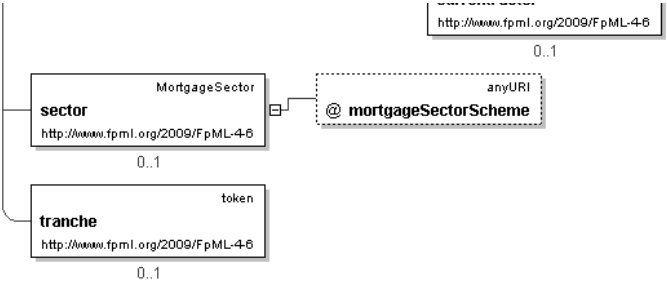 http://www.fpml.org/2009/FpML-4-6
0..1
MortgageSector
sector
http://www.fpml.org/2009/FpML-4-6
0..1
anyURI
@ mortgageSectorScheme
token
tranche
http://www.fpml.org/2009/FpML-4-6
0..1